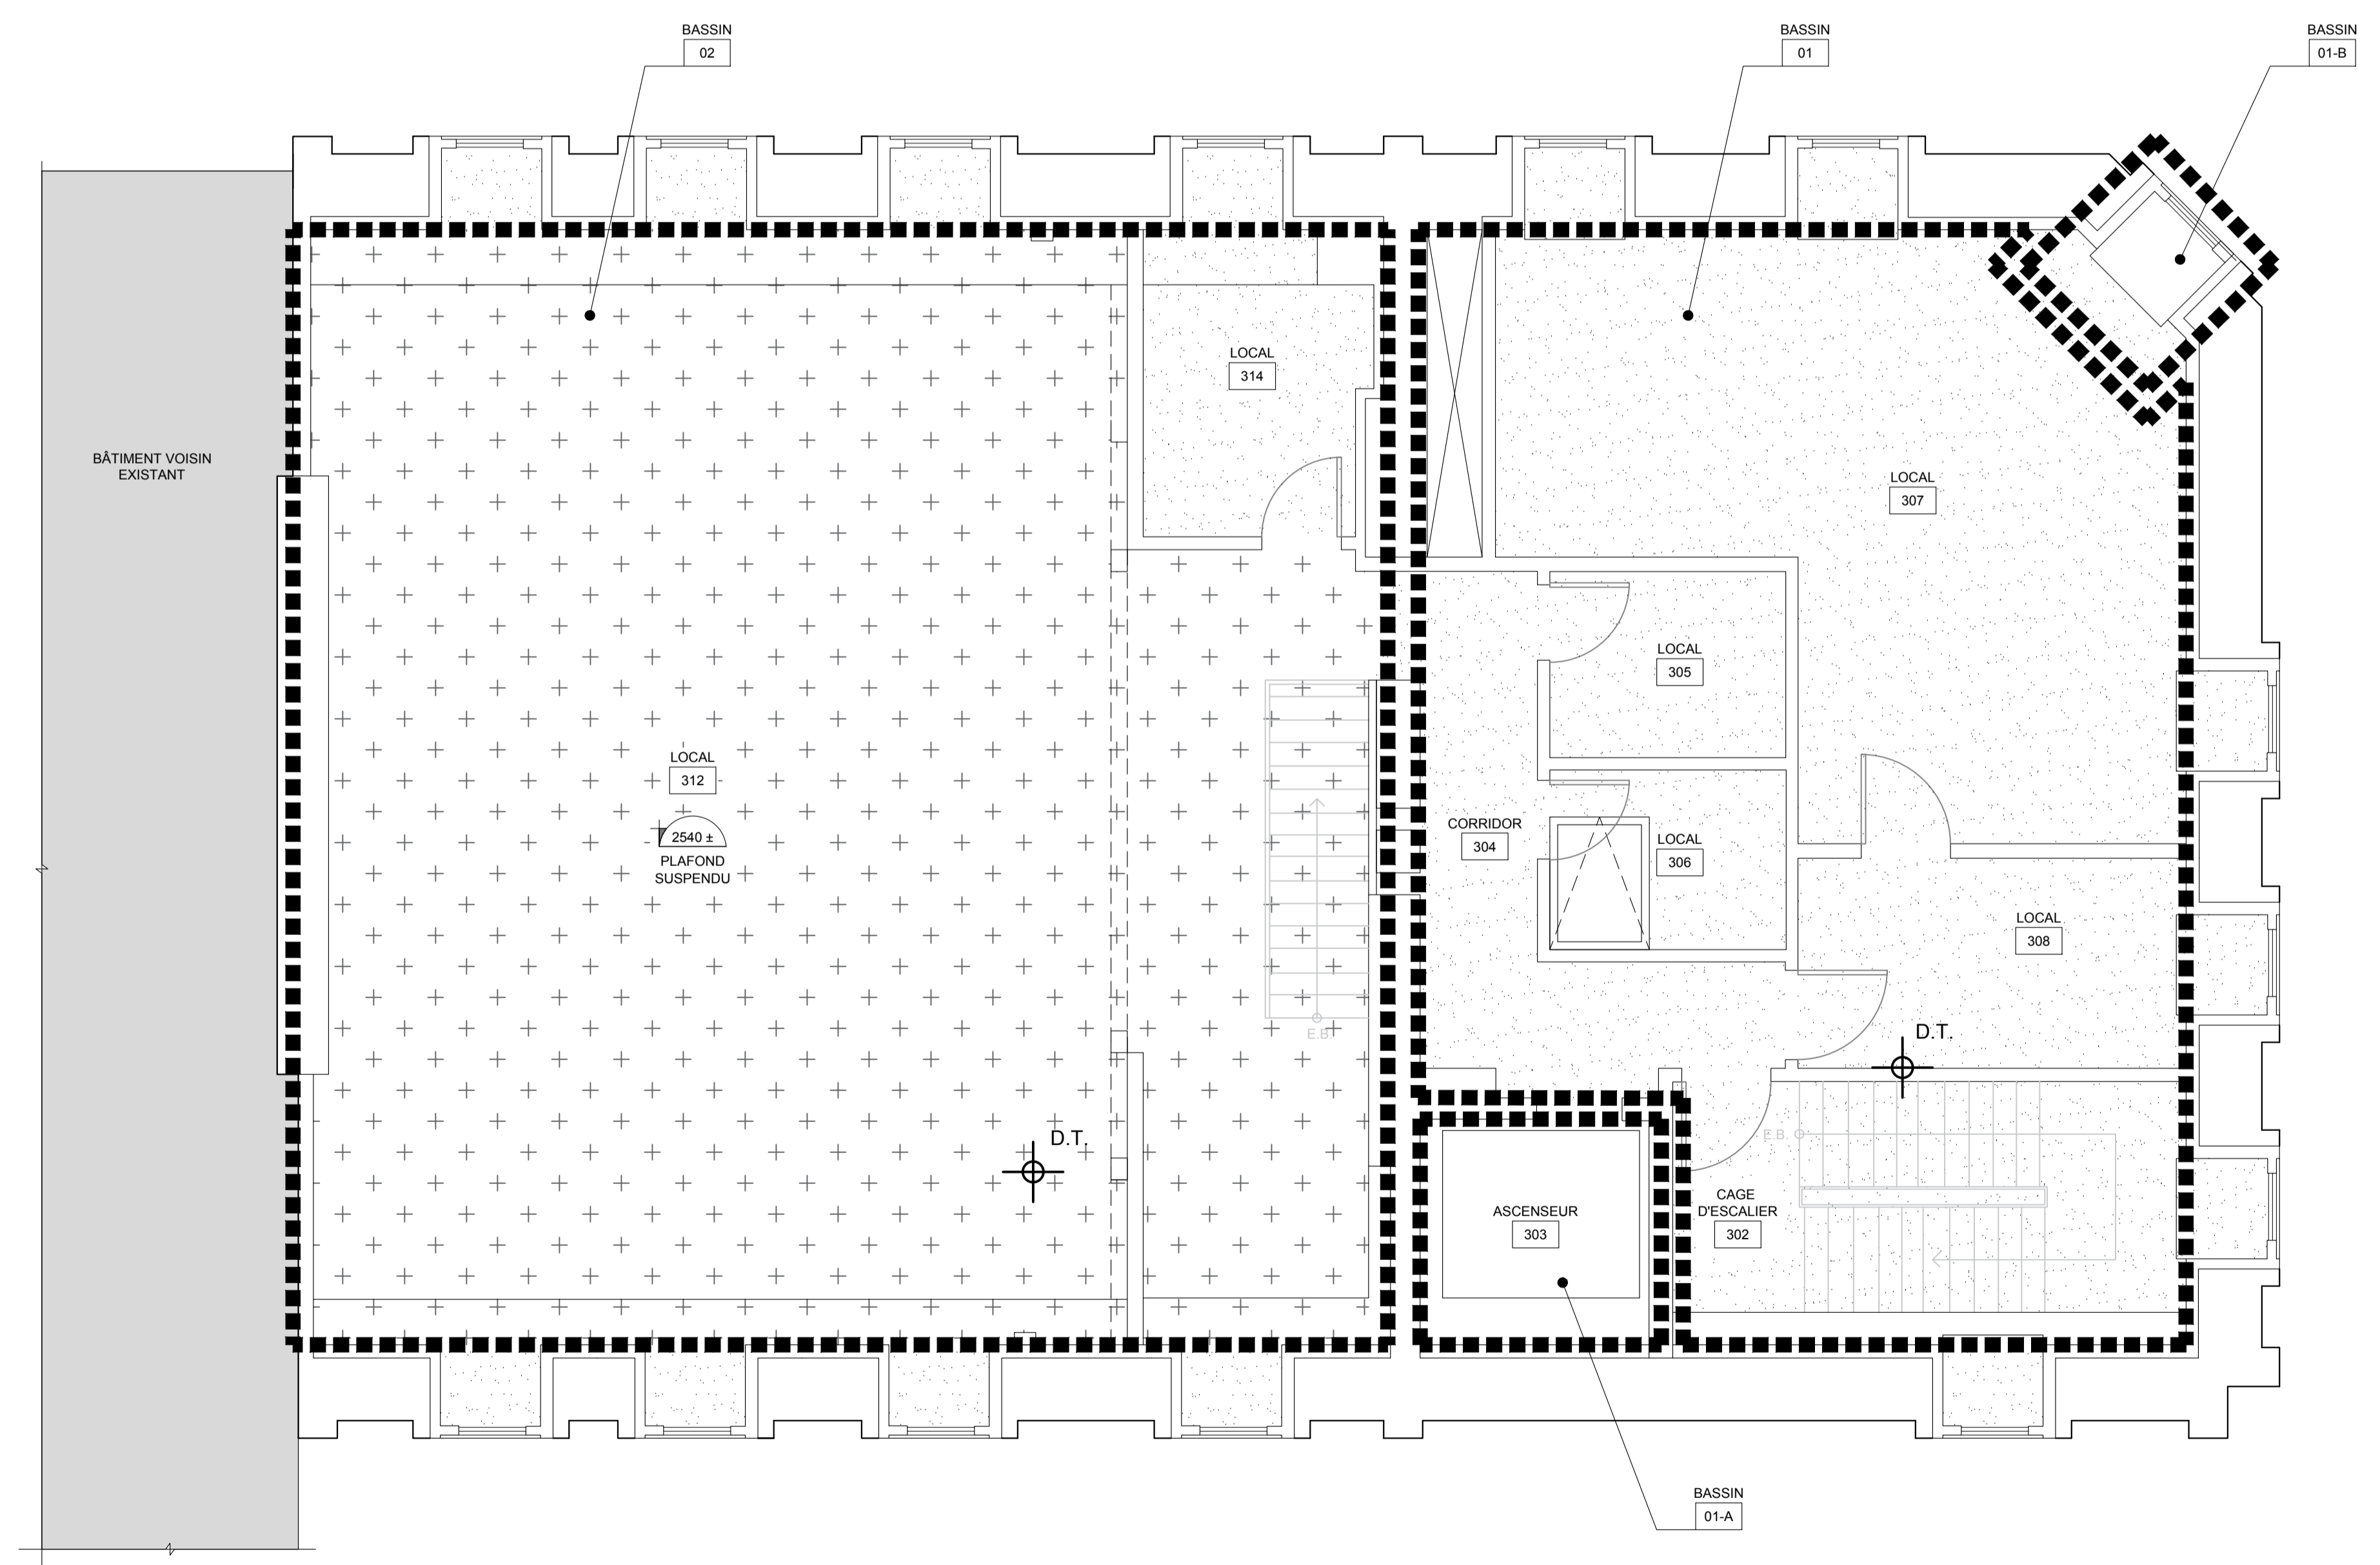 BASSIN
02
BASSIN
01
BASSIN
01-B
LOCAL
314
BÂTIMENT VOISIN
EXISTANT
LOCAL
307
LOCAL
305
LOCAL
312
2540 ±
PLAFOND
SUSPENDU
CORRIDOR
304
LOCAL
306
LOCAL
308
E.B.
D.T.
D.T.
E.B.
ASCENSEUR
303
CAGE
D'ESCALIER
302
BASSIN
01-A